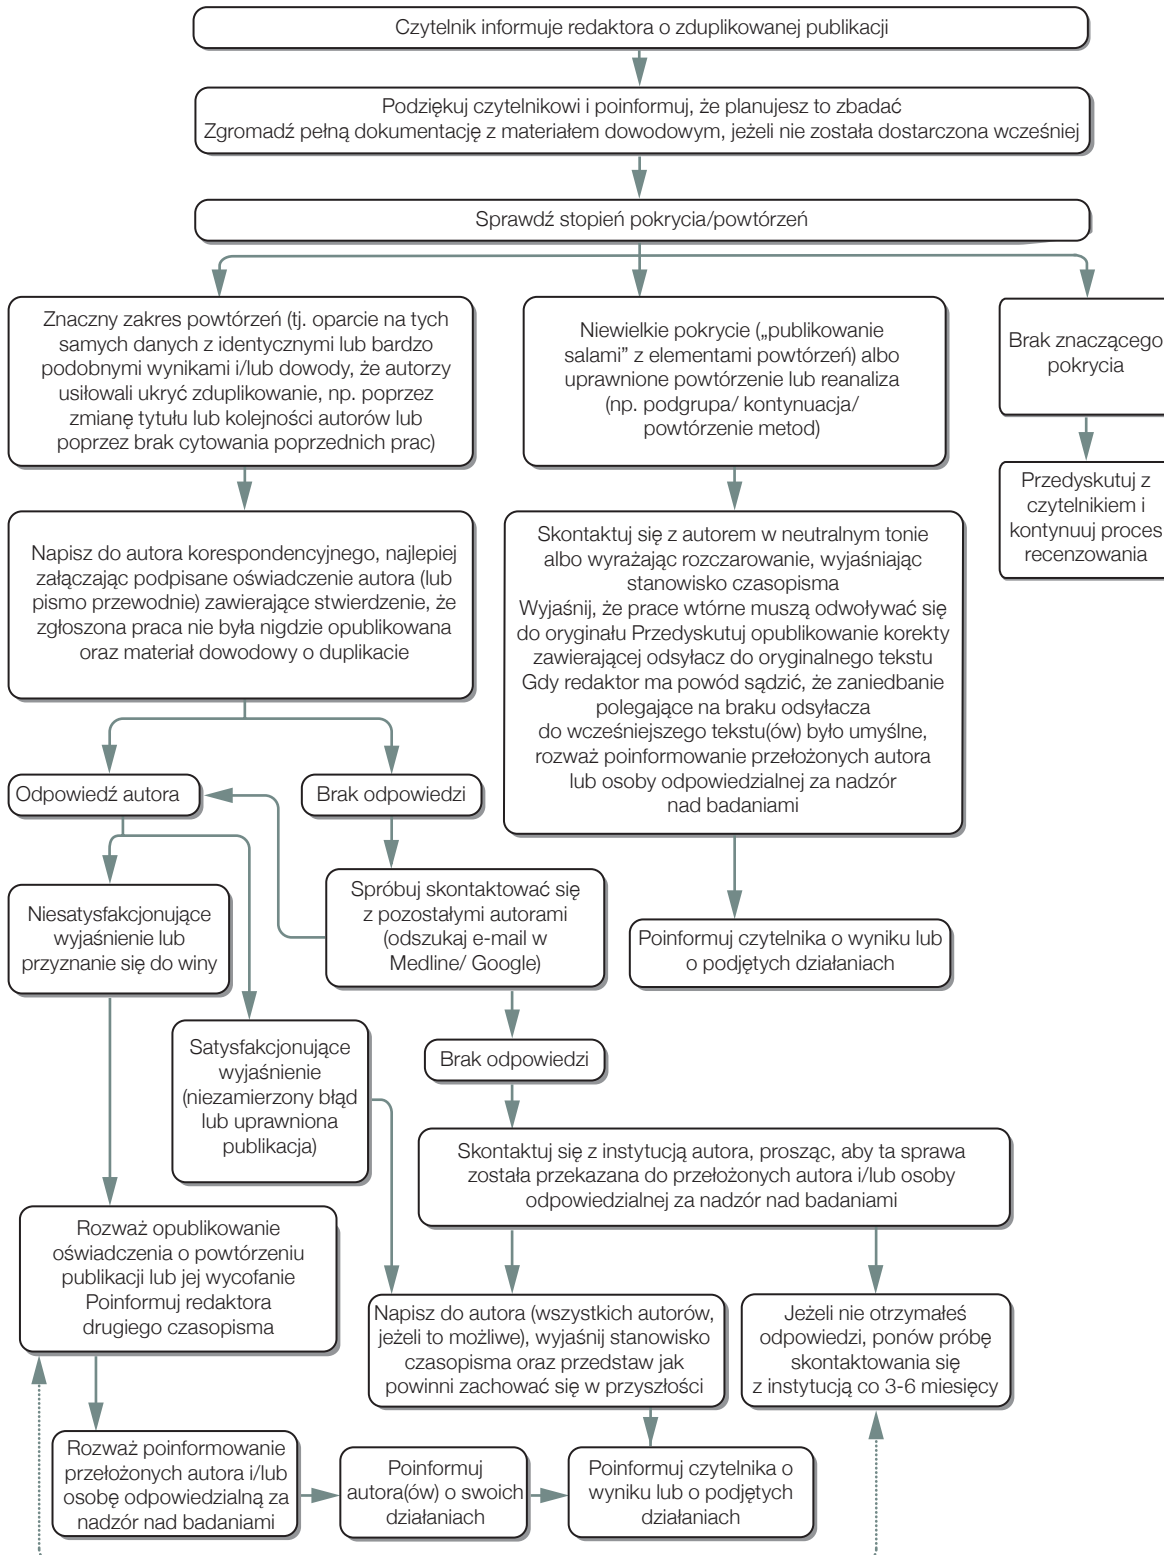 Czytelnik informuje redaktora o zduplikowanej publikacji
Podziękuj czytelnikowi i poinformuj, że planujesz to zbadać
Zgromadź pełną dokumentację z materiałem dowodowym, jeżeli nie została dostarczona wcześniej
Sprawdź stopień pokrycia/powtórzeń
Znaczny zakres powtórzeń (tj. oparcie na tych
samych danych z identycznymi lub bardzo
podobnymi wynikami i/lub dowody, że autorzy
usiłowali ukryć zduplikowanie, np. poprzez
zmianę tytułu lub kolejności autorów lub
poprzez brak cytowania poprzednich prac)
Niewielkie pokrycie („publikowanie
salami” z elementami powtórzeń) albo
uprawnione powtórzenie lub reanaliza
(np. podgrupa/ kontynuacja/
powtórzenie metod)
Brak znaczącego
pokrycia
Przedyskutuj z
czytelnikiem i
kontynuuj proces
recenzowania
Napisz do autora korespondencyjnego, najlepiej
załączając podpisane oświadczenie autora (lub
pismo przewodnie) zawierające stwierdzenie, że
zgłoszona praca nie była nigdzie opublikowana
oraz materiał dowodowy o duplikacie
Skontaktuj się z autorem w neutralnym tonie
albo wyrażając rozczarowanie, wyjaśniając
stanowisko czasopisma
Wyjaśnij, że prace wtórne muszą odwoływać się
do oryginału Przedyskutuj opublikowanie korekty
zawierającej odsyłacz do oryginalnego tekstu
Gdy redaktor ma powód sądzić, że zaniedbanie
polegające na braku odsyłacza
do wcześniejszego tekstu(ów) było umyślne,
rozważ poinformowanie przełożonych autora
lub osoby odpowiedzialnej za nadzór
nad badaniami
Odpowiedź autora
Brak odpowiedzi
Niesatysfakcjonujące
wyjaśnienie lub
przyznanie się do winy
Spróbuj skontaktować się
z pozostałymi autorami
(odszukaj e-mail w
Medline/ Google)
Poinformuj czytelnika o wyniku lub
o podjętych działaniach
Satysfakcjonujące
wyjaśnienie
(niezamierzony błąd
lub uprawniona
publikacja)
Brak odpowiedzi
Skontaktuj się z instytucją autora, prosząc, aby ta sprawa
została przekazana do przełożonych autora i/lub osoby
odpowiedzialnej za nadzór nad badaniami
Rozważ opublikowanie
oświadczenia o powtórzeniu
publikacji lub jej wycofanie
Poinformuj redaktora
drugiego czasopisma
Napisz do autora (wszystkich autorów,
jeżeli to możliwe), wyjaśnij stanowisko
czasopisma oraz przedstaw jak
powinni zachować się w przyszłości
Jeżeli nie otrzymałeś
odpowiedzi, ponów próbę
skontaktowania się
z instytucją co 3-6 miesięcy
Rozważ poinformowanie
przełożonych autora i/lub
osobę odpowiedzialną za
nadzór nad badaniami
Poinformuj
autora(ów) o swoich
działaniach
Poinformuj czytelnika o
wyniku lub o podjętych
działaniach